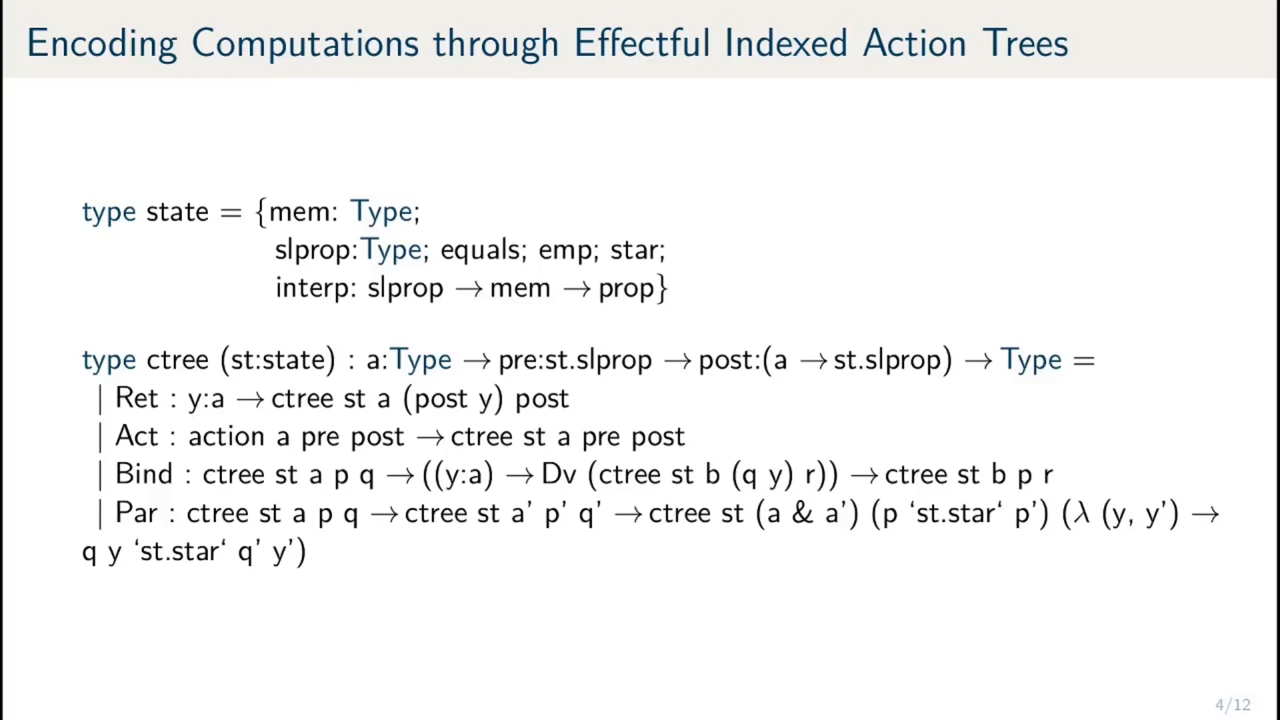 Encoding Computations through Effectful Indexed Action Trees
type state = {mem: Type;
slprop:Type; equals; emp; star;
interp: slprop → mem → prop}
type ctree (st:state) : a:Type → pre:st.slprop → post:(a → st.slprop) → Type =
| Ret : y:a → ctree st a (post y) post
| Act : action a pre post → ctree st a pre post
| Bind : ctree st a p q → ((y:a) → Dv (ctree st b (q y) r)) → ctree st b p r
| Par : ctree st a p q → ctree st a’ p’ q’ → ctree st (a & a’) (p ‘st.star‘ p’) (λ (y, y’) →
q y ‘st.star‘ q’ y’)
4/12